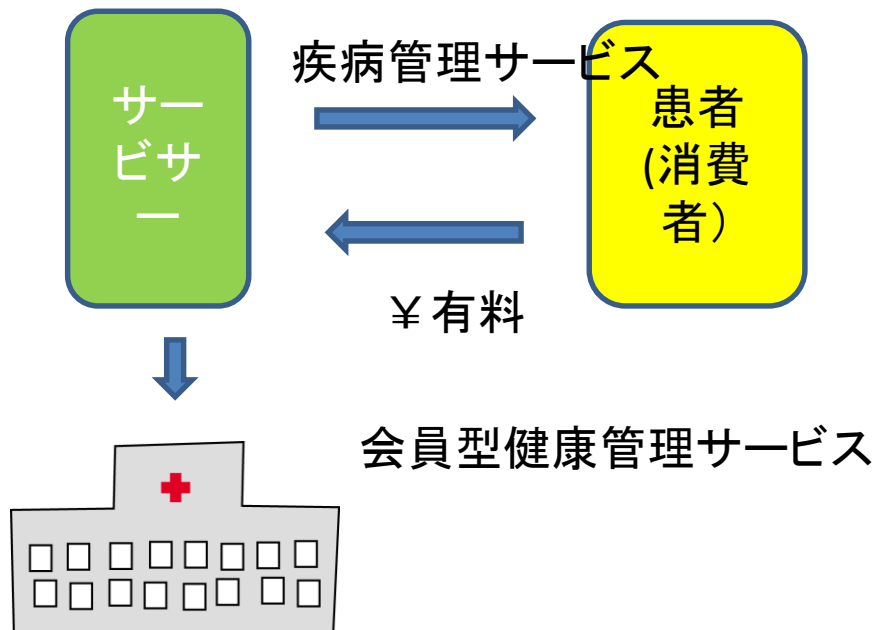 疾病管理サービス
サー
ビサ
ー
患者
(消費
者）
￥有料
会員型健康管理サービス